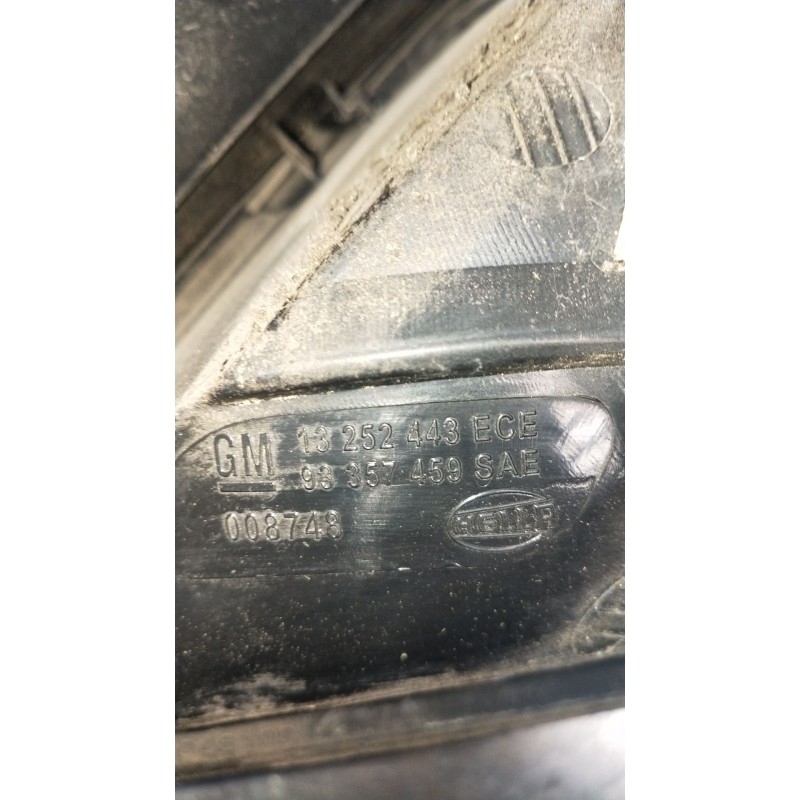 GM 13 252 443 ECE
93 357 459 SAE
008748
HELLA